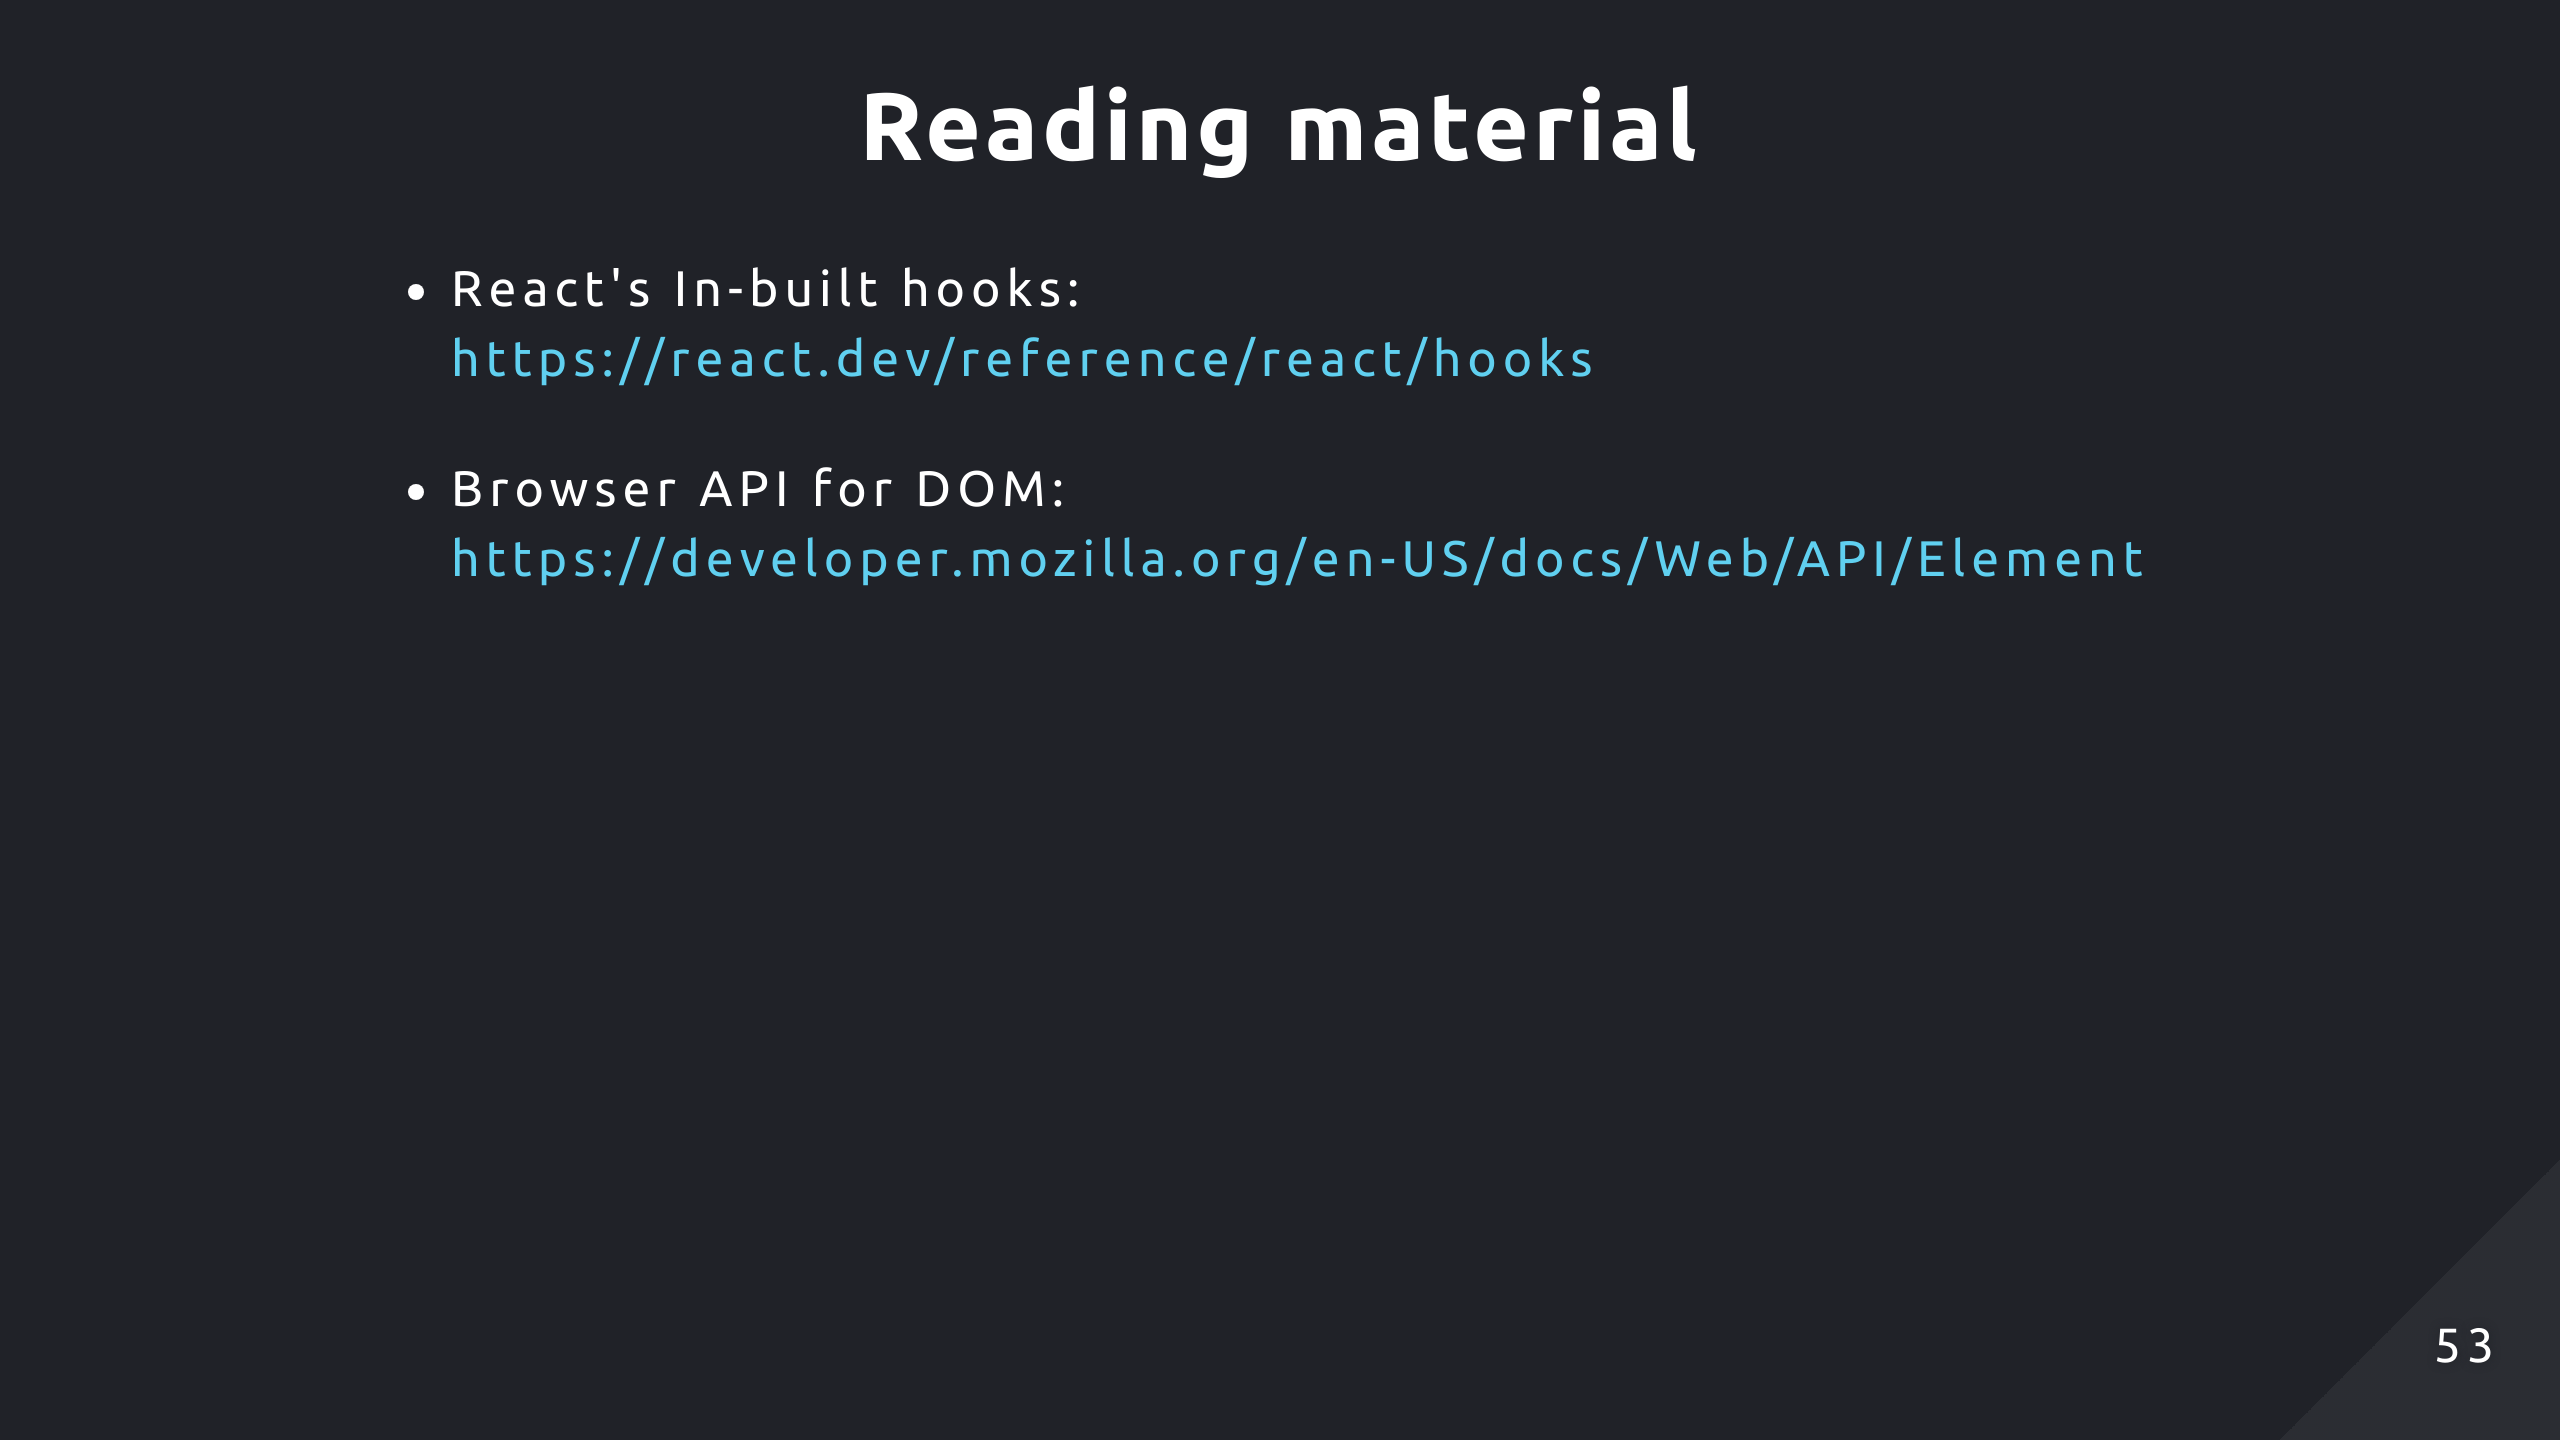 Reading material
• React's In-built hooks:
https://react.dev/reference/react/hooks
• Browser API for DOM:
https://developer.mozilla.org/en-US/docs/Web/API/Element
53